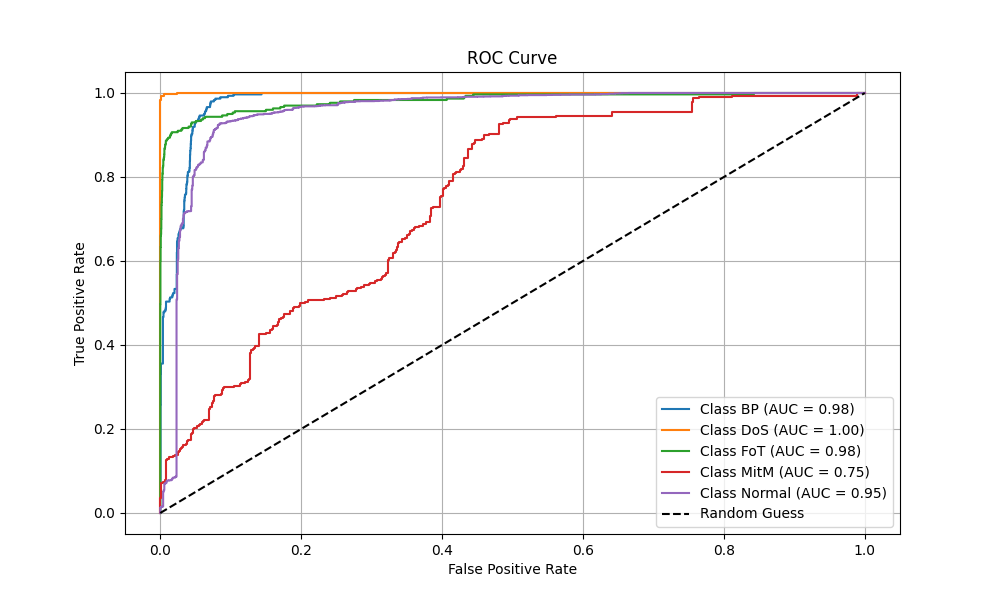 ROC Curve
True Positive Rate
1.0
0.8
0.6
0.4
0.2
0.0
0.0 0.2 0.4 0.6 0.8 1.0
False Positive Rate
Class BP (AUC = 0.98)
Class DoS (AUC = 1.00)
Class FoT (AUC = 0.98)
Class MitM (AUC = 0.75)
Class Normal (AUC = 0.95)
Random Guess